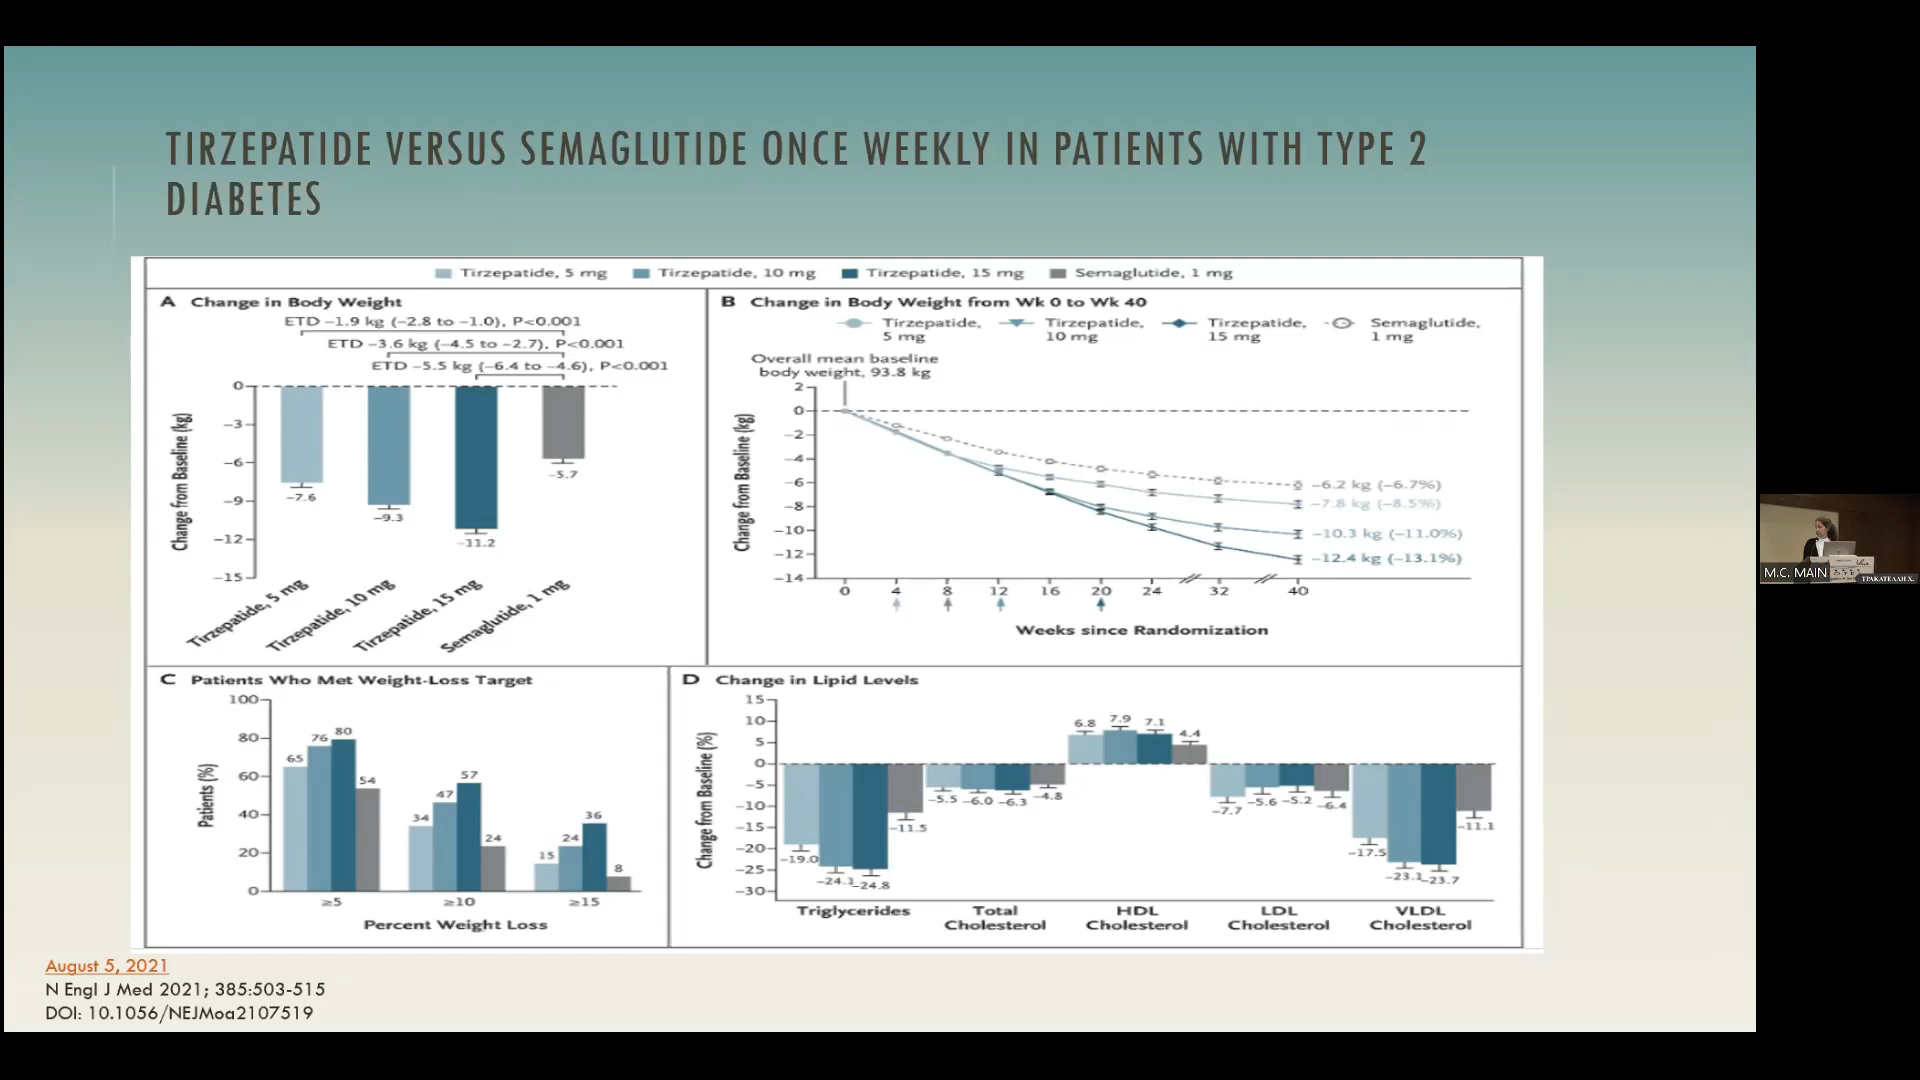 TIRZEPATIDE VERSUS SEMAGLUTIDE ONCE WEEKLY IN PATIENTS WITH TYPE 2
DIABETES
Tirzepatide, 5 mg Tirzepatide, 10 mg Tirzepatide, 15 mg Semaglutide, 1 mg
A Change in Body Weight
ETD −1.9 kg (−2.8 to −1.0), P<0.001
ETD −3.6 kg (−4.5 to −2.7), P<0.001
ETD −5.5 kg (−6.4 to −4.6), P<0.001
Change from Baseline (kg)
0
−3
−6
−9
−12
−15
−7.6
−9.3
−11.2
−5.7
Tirzepatide, 5 mg
Tirzepatide, 10 mg
Tirzepatide, 15 mg
Semaglutide, 1 mg
B Change in Body Weight from Wk 0 to Wk 40
Tirzepatide, 5 mg
Tirzepatide, 10 mg
Tirzepatide, 15 mg
Semaglutide, 1 mg
Overall mean baseline
body weight, 93.8 kg
Change from Baseline (kg)
2
0
−2
−4
−6
−8
−10
−12
−14
−6.2 kg (−6.7%)
−7.8 kg (−8.5%)
−10.3 kg (−11.0%)
−12.4 kg (−13.1%)
0 4 8 12 16 20 24 32 40
Weeks since Randomization
C Patients Who Met Weight-Loss Target
Patients (%)
100
80
60
40
20
0
65 76 80 54
34 47 57 24
15 24 36 8
≥5 ≥10 ≥15
Percent Weight Loss
D Change in Lipid Levels
Change from Baseline (%)
15
10
5
0
−5
−10
−15
−20
−25
−30
−19.0 −24.1 −24.8 −11.5
−5.5 −6.0 −6.3 −4.8
6.8 7.9 7.1 4.4
−7.7 −5.6 −5.2 −6.4
−17.5 −23.1 −23.7 −11.1
Triglycerides
Total
Cholesterol
HDL
Cholesterol
LDL
Cholesterol
VLDL
Cholesterol
August 5, 2021
N Engl J Med 2021; 385:503-515
DOI: 10.1056/NEJMoa2107519
M.C. MAIN
ΤΡΑΚΑΤΕΛΛΗ Χ.